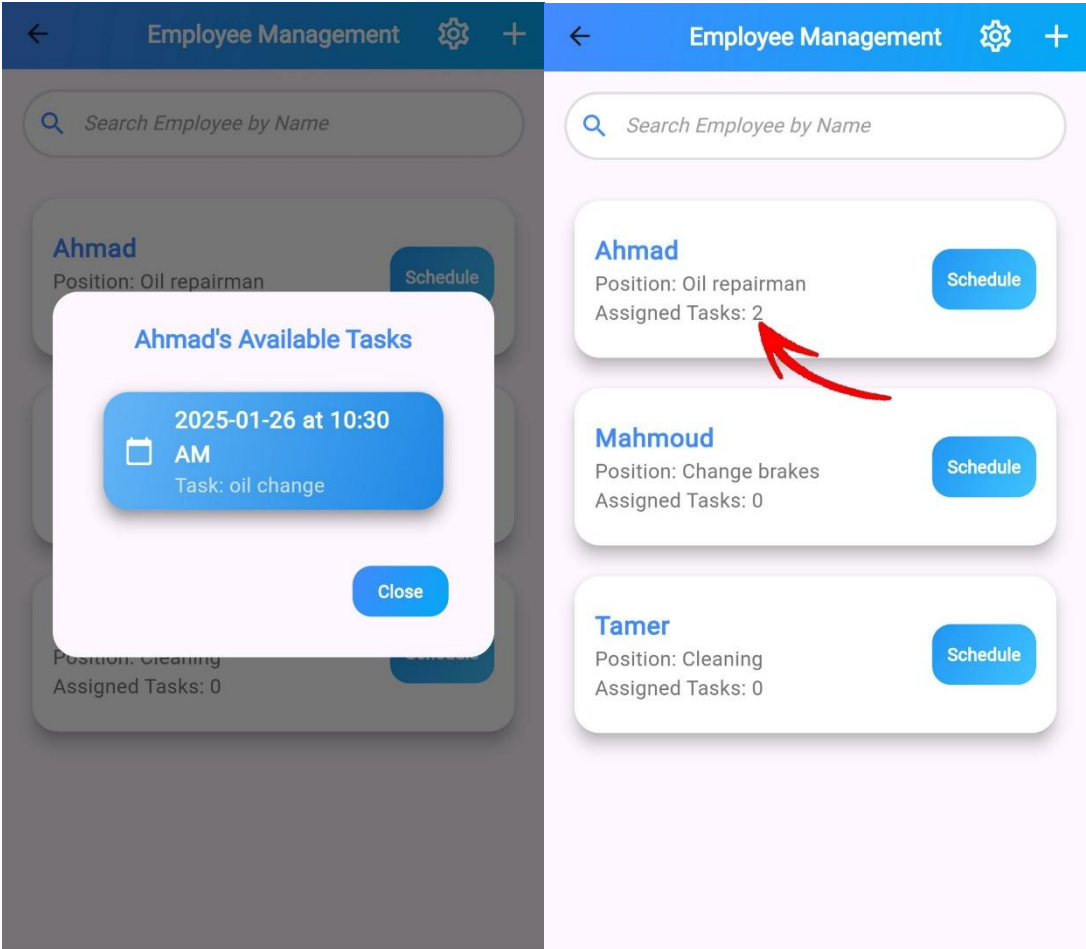 Employee Management
Search Employee by Name
Ahmad
Position: Oil repairman
Schedule
Ahmad's Available Tasks
2025-01-26 at 10:30
AM
Task: oil change
Close
Position: Cleaning
Schedule
Assigned Tasks: 0
Employee Management
Search Employee by Name
Ahmad
Position: Oil repairman
Assigned Tasks: 2
Schedule
Mahmoud
Position: Change brakes
Assigned Tasks: 0
Schedule
Tamer
Position: Cleaning
Assigned Tasks: 0
Schedule